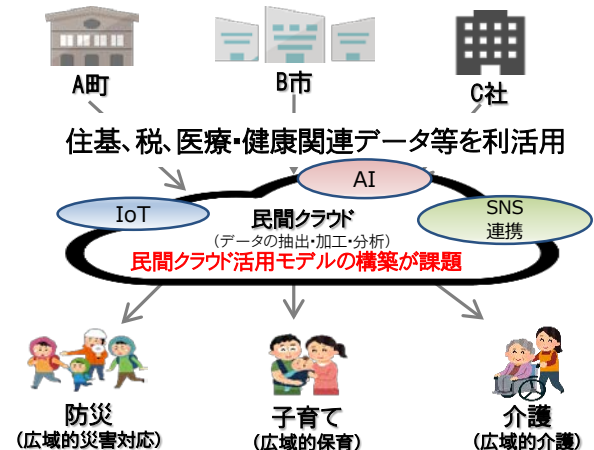 A町
B市
C社
住基、税、医療・健康関連データ等を利活用
AI
IoT
SNS
連携
民間クラウド
（データの抽出・加工・分析）
民間クラウド活用モデルの構築が課題
防災
（広域的災害対応）
子育て
（広域的保育）
介護
（広域的介護）